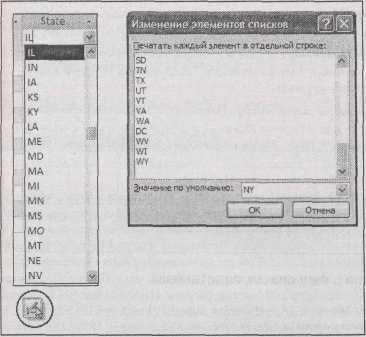 State
IL
IL
IN
IA
KS
KY
LA
ME
MD
MA
MI
MN
MS
MO
MT
NE
NV
Изменение элементов списков
Печатать каждый элемент в отдельной строке:
SD
TN
TX
UT
VT
VA
WA
DC
WV
WI
WY
Значение по умолчанию:
NY
OK
Отмена